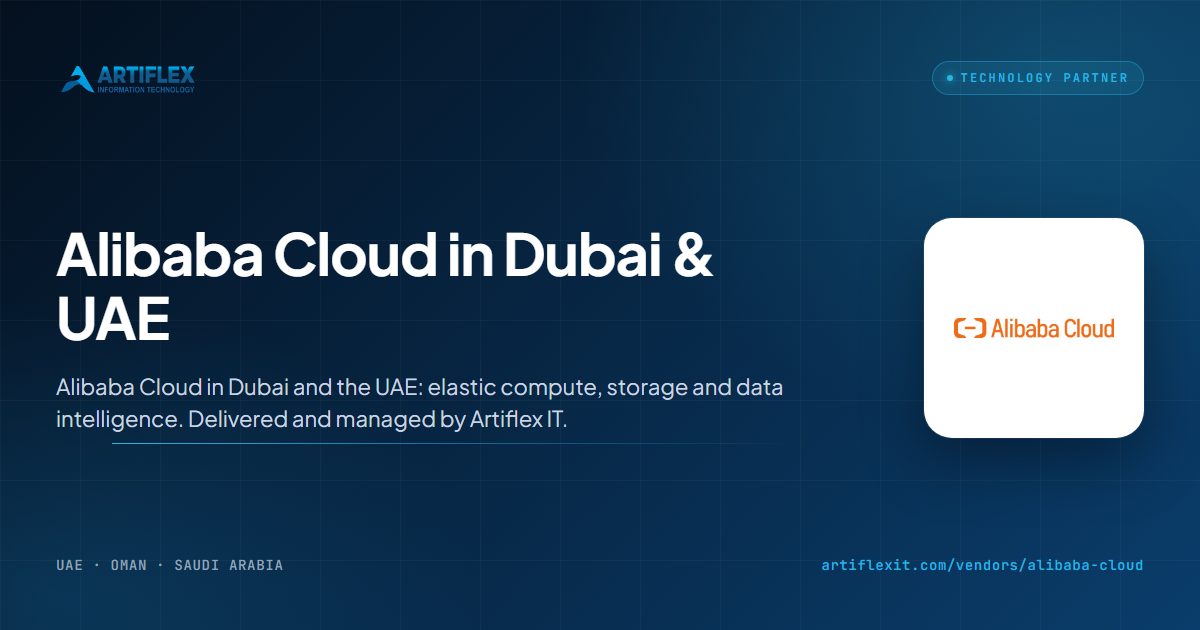 ARTIFLEX
INFORMATION TECHNOLOGY
TECHNOLOGY PARTNER
Alibaba Cloud in Dubai &
UAE
Alibaba Cloud in Dubai and the UAE: elastic compute, storage and data
intelligence. Delivered and managed by Artiflex IT.
Alibaba Cloud
UAE · OMAN · SAUDI ARABIA
artiflexit.com/vendors/alibaba-cloud